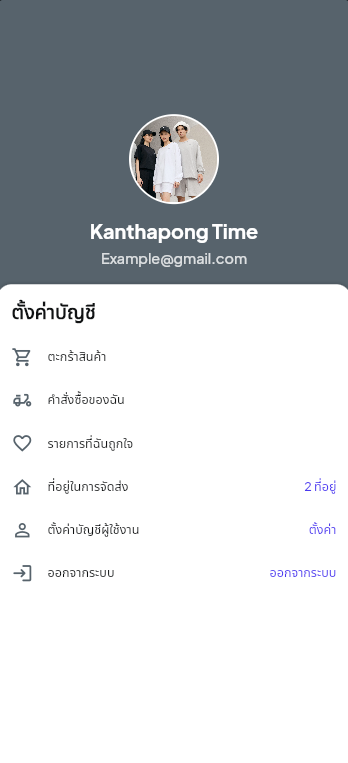 Kanthapong Time
Example@gmail.com
ตั้งค่าบัญชี
ตะกร้าสินค้า
คำสั่งซื้อของฉัน
รายการที่ฉันถูกใจ
ที่อยู่ในการจัดส่ง 2 ที่อยู่
ตั้งค่าบัญชีผู้ใช้งาน ตั้งค่า
ออกจากระบบ ออกจากระบบ